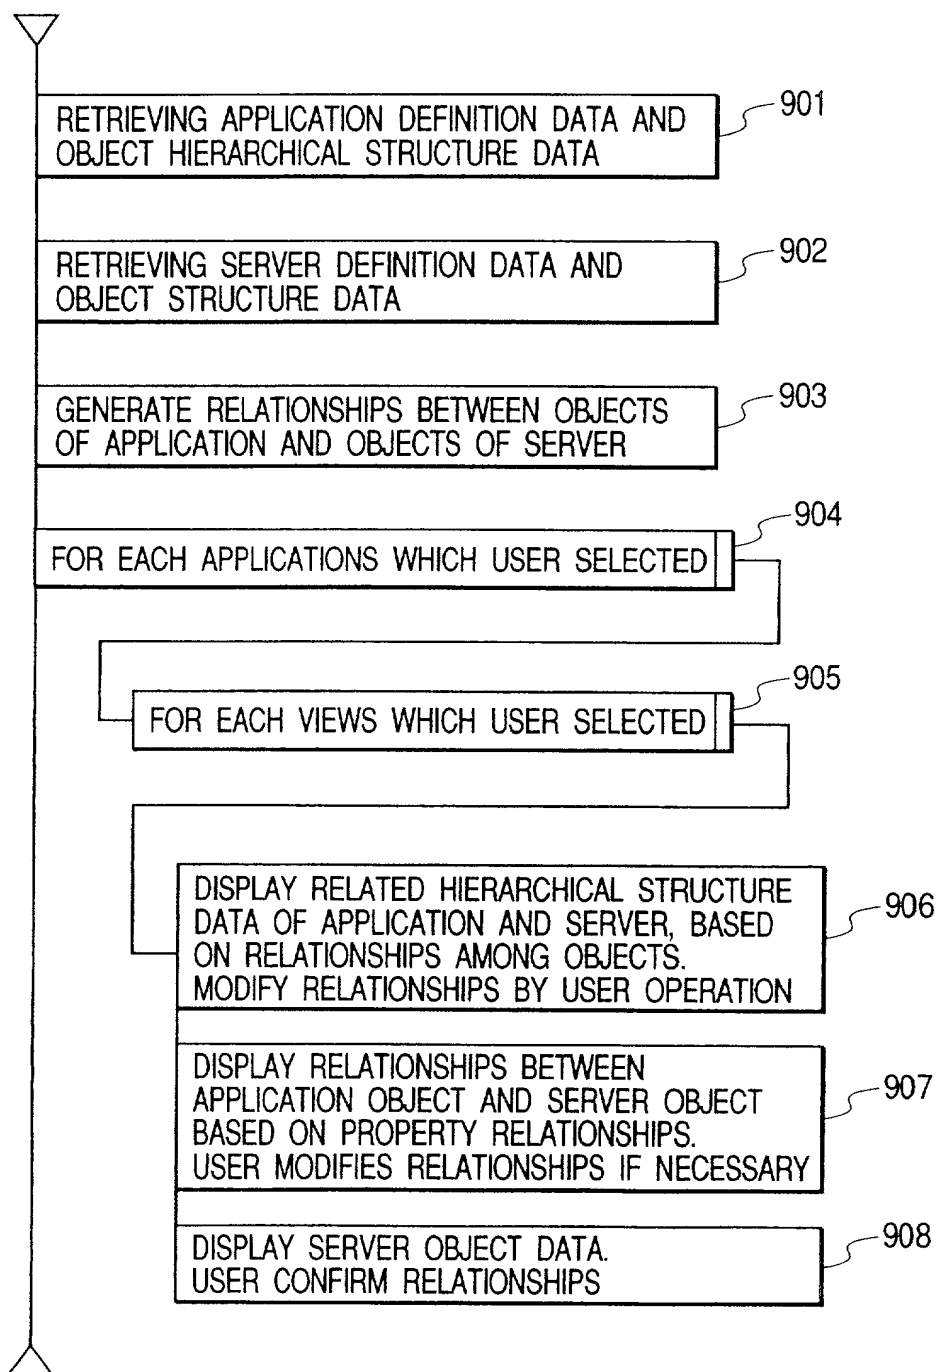 901
RETRIEVING APPLICATION DEFINITION DATA AND
OBJECT HIERARCHICAL STRUCTURE DATA
902
RETRIEVING SERVER DEFINITION DATA AND
OBJECT STRUCTURE DATA
903
GENERATE RELATIONSHIPS BETWEEN OBJECTS
OF APPLICATION AND OBJECTS OF SERVER
904
FOR EACH APPLICATIONS WHICH USER SELECTED
905
FOR EACH VIEWS WHICH USER SELECTED
906
DISPLAY RELATED HIERARCHICAL STRUCTURE
DATA OF APPLICATION AND SERVER, BASED
ON RELATIONSHIPS AMONG OBJECTS.
MODIFY RELATIONSHIPS BY USER OPERATION
907
DISPLAY RELATIONSHIPS BETWEEN
APPLICATION OBJECT AND SERVER OBJECT
BASED ON PROPERTY RELATIONSHIPS.
USER MODIFIES RELATIONSHIPS IF NECESSARY
908
DISPLAY SERVER OBJECT DATA.
USER CONFIRM RELATIONSHIPS